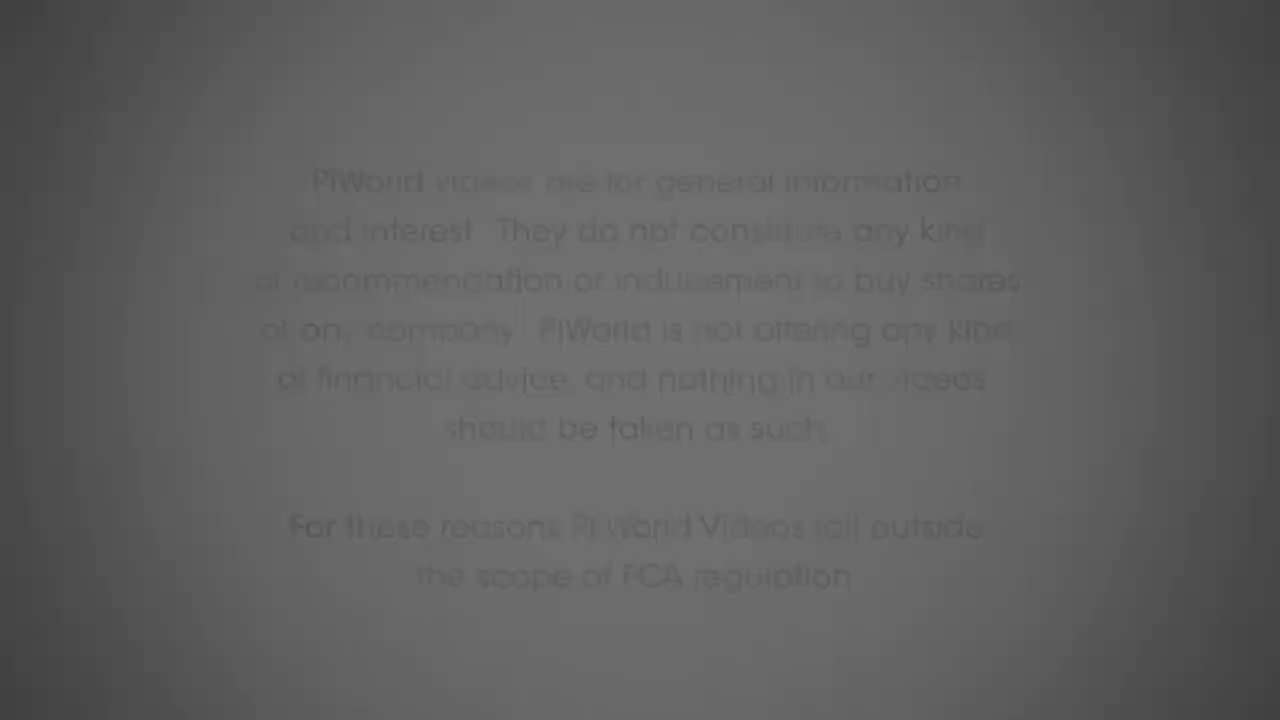 PIWorld videos are for general information
and interest. They do not constitute any kind
of recommendation or inducement to buy shares
of any company. PIWorld is not offering any kind
of financial advice, and nothing in our videos
should be taken as such.
For these reasons PI World Videos fall outside
the scope of FCA regulation